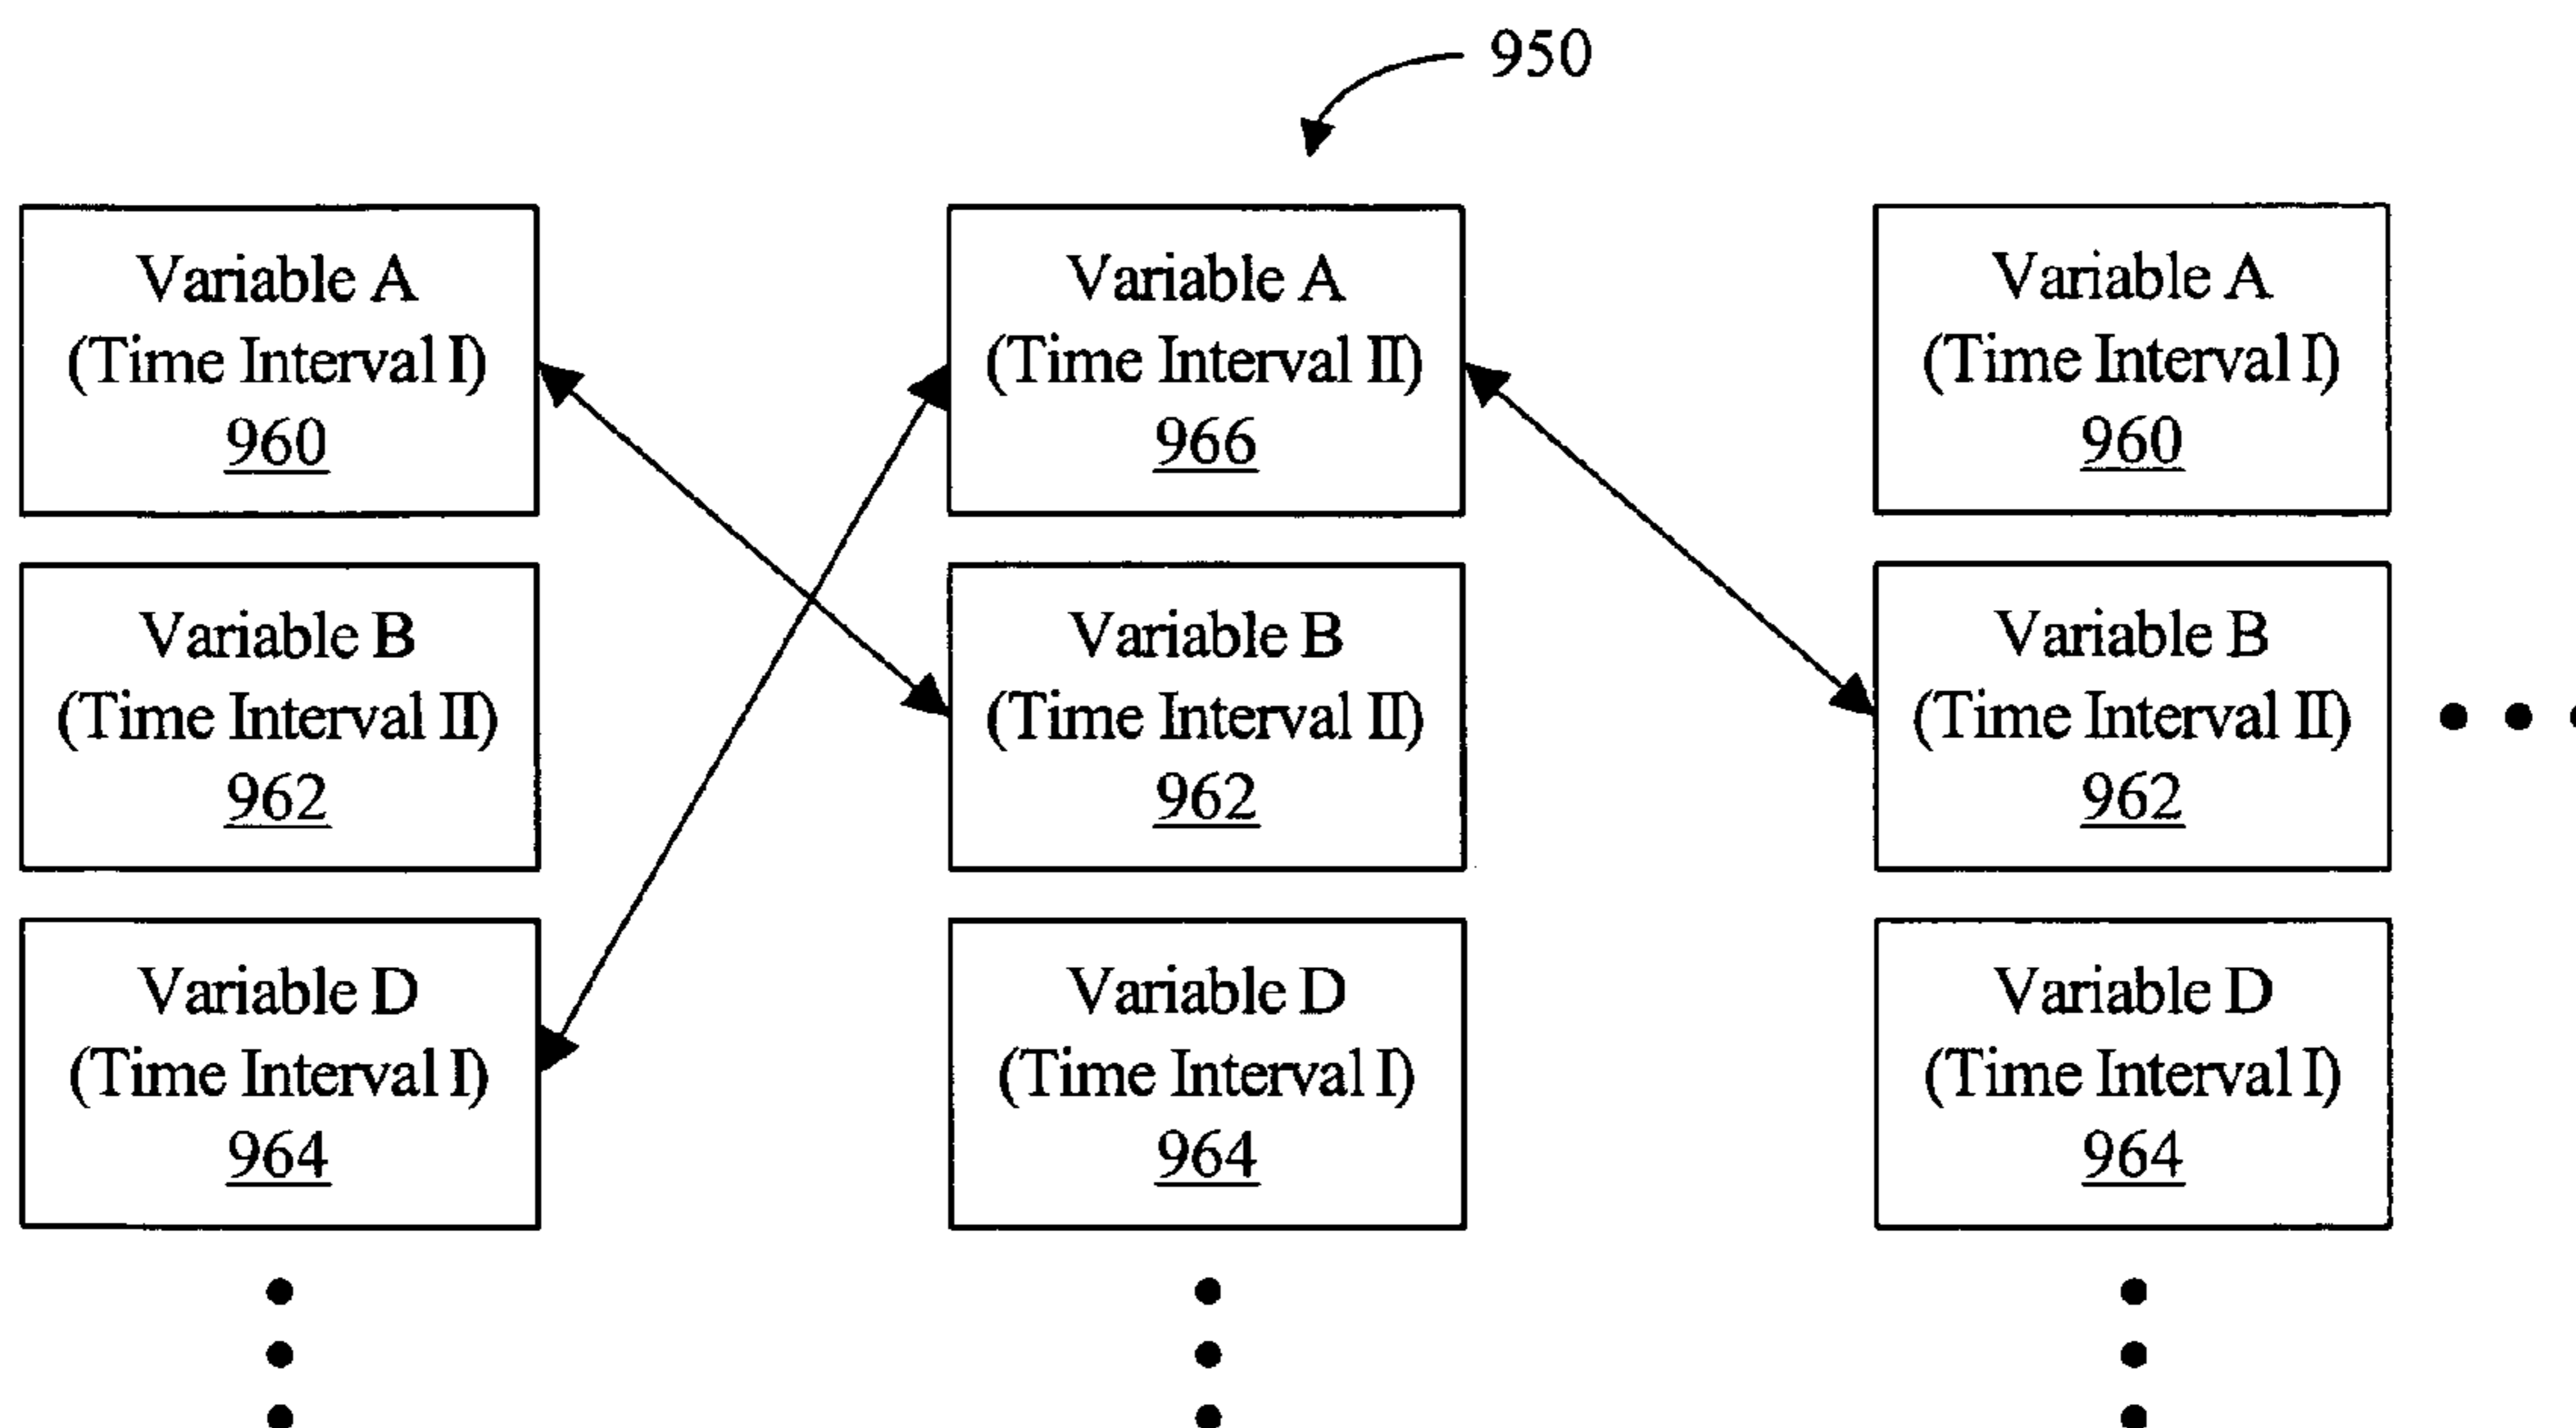 950
Variable A
(Time Interval I)
960
Variable A
(Time Interval II)
966
Variable A
(Time Interval I)
960
Variable B
(Time Interval II)
962
Variable B
(Time Interval II)
962
Variable B
(Time Interval II)
962
Variable D
(Time Interval I)
964
Variable D
(Time Interval I)
964
Variable D
(Time Interval I)
964